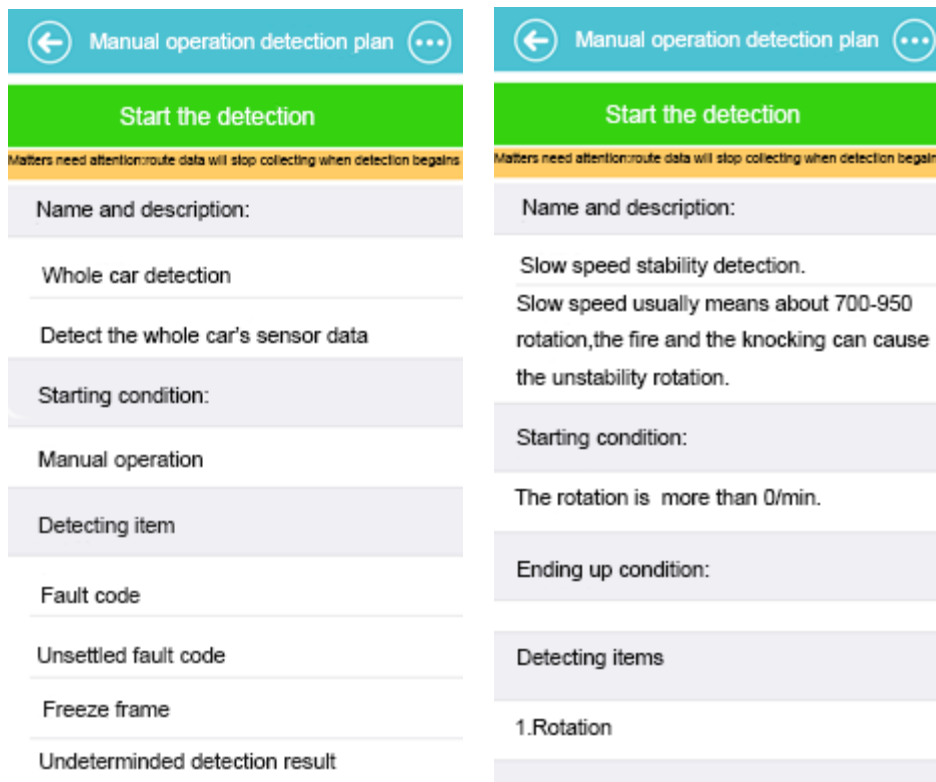 Manual operation detection plan
Start the detection
Matters need attention:route data will stop collecting when detection begains
Name and description:
Whole car detection
Detect the whole car's sensor data
Starting condition:
Manual operation
Detecting item
Fault code
Unsettled fault code
Freeze frame
Undeterminded detection result
Manual operation detection plan
Start the detection
Matters need attention:route data will stop collecting when detection begain
Name and description:
Slow speed stability detection.
Slow speed usually means about 700-950
rotation,the fire and the knocking can cause
the unstability rotation.
Starting condition:
The rotation is more than 0/min.
Ending up condition:
Detecting items
1.Rotation